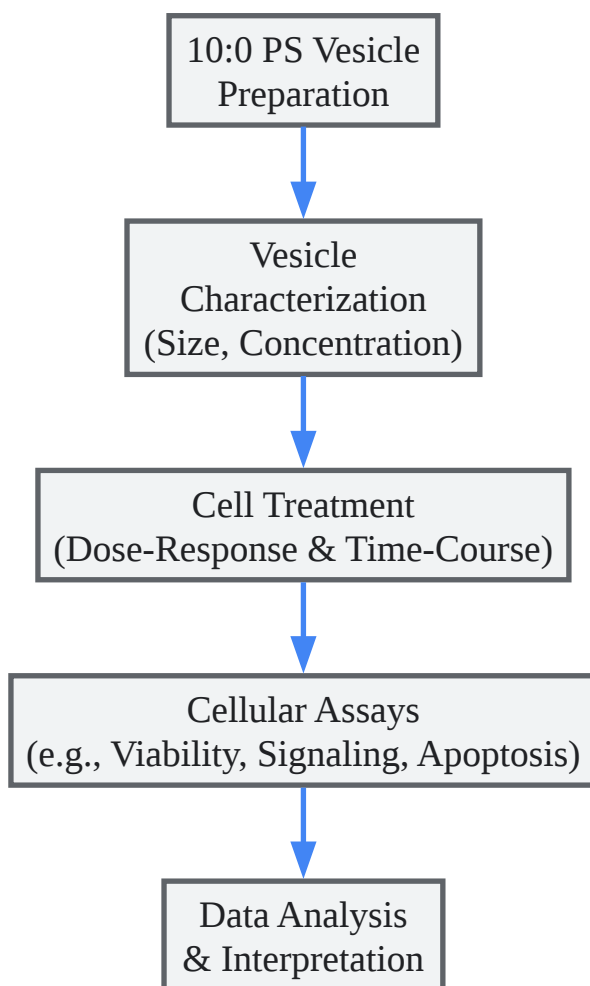 10:0 PS Vesicle
Preparation
Vesicle
Characterization
(Size, Concentration)
Cell Treatment
(Dose-Response & Time-Course)
Cellular Assays
(e.g., Viability, Signaling, Apoptosis)
Data Analysis
& Interpretation